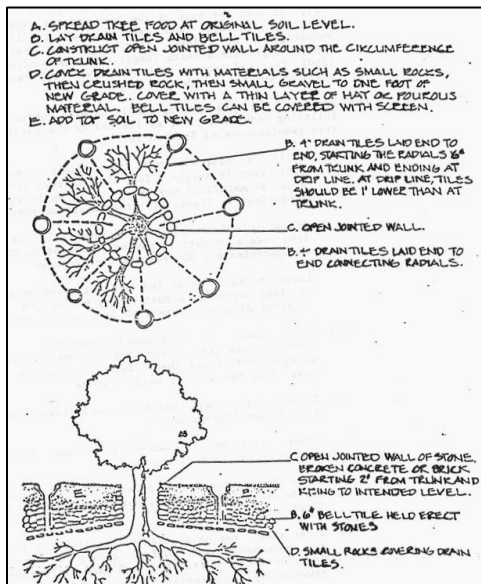 A. SPREAD TREE FOOD AT ORIGINAL SOIL LEVEL.
B. LAY DRAIN TILES AND BELL TILES.
C. CONSTRUCT OPEN JOINTED WALL AROUND THE CIRCUMFERENCE
OF TRUNK.
D. COVER DRAIN TILES WITH MATERIALS SUCH AS SMALL ROCKS,
THEN CRUSHED ROCK, THEN SMALL GRAVEL TO ONE FOOT OF
NEW GRADE. COVER WITH A THIN LAYER OF HAY OR POUROUS
MATERIAL. BELL TILES CAN BE COVERED WITH SCREEN.
E. ADD TOP SOIL TO NEW GRADE.
B. 4" DRAIN TILES LAID END TO
END, STARTING THE RADIALS 16"
FROM TRUNK AND ENDING AT
DRIP LINE. AT DRIP LINE, TILES
SHOULD BE 1' LOWER THAN AT
TRUNK.
C. OPEN JOINTED WALL.
B. 4" DRAIN TILES LAID END TO
END CONNECTING RADIALS.
C. OPEN JOINTED WALL OF STONE.
BROKEN CONCRETE OR BRICK
STARTING 2' FROM TRUNK AND
RISING TO INTENDED LEVEL.
B. 6" BELL TILE HELD ERECT
WITH STONES
D. SMALL ROCKS COVERING DRAIN
TILES.
E